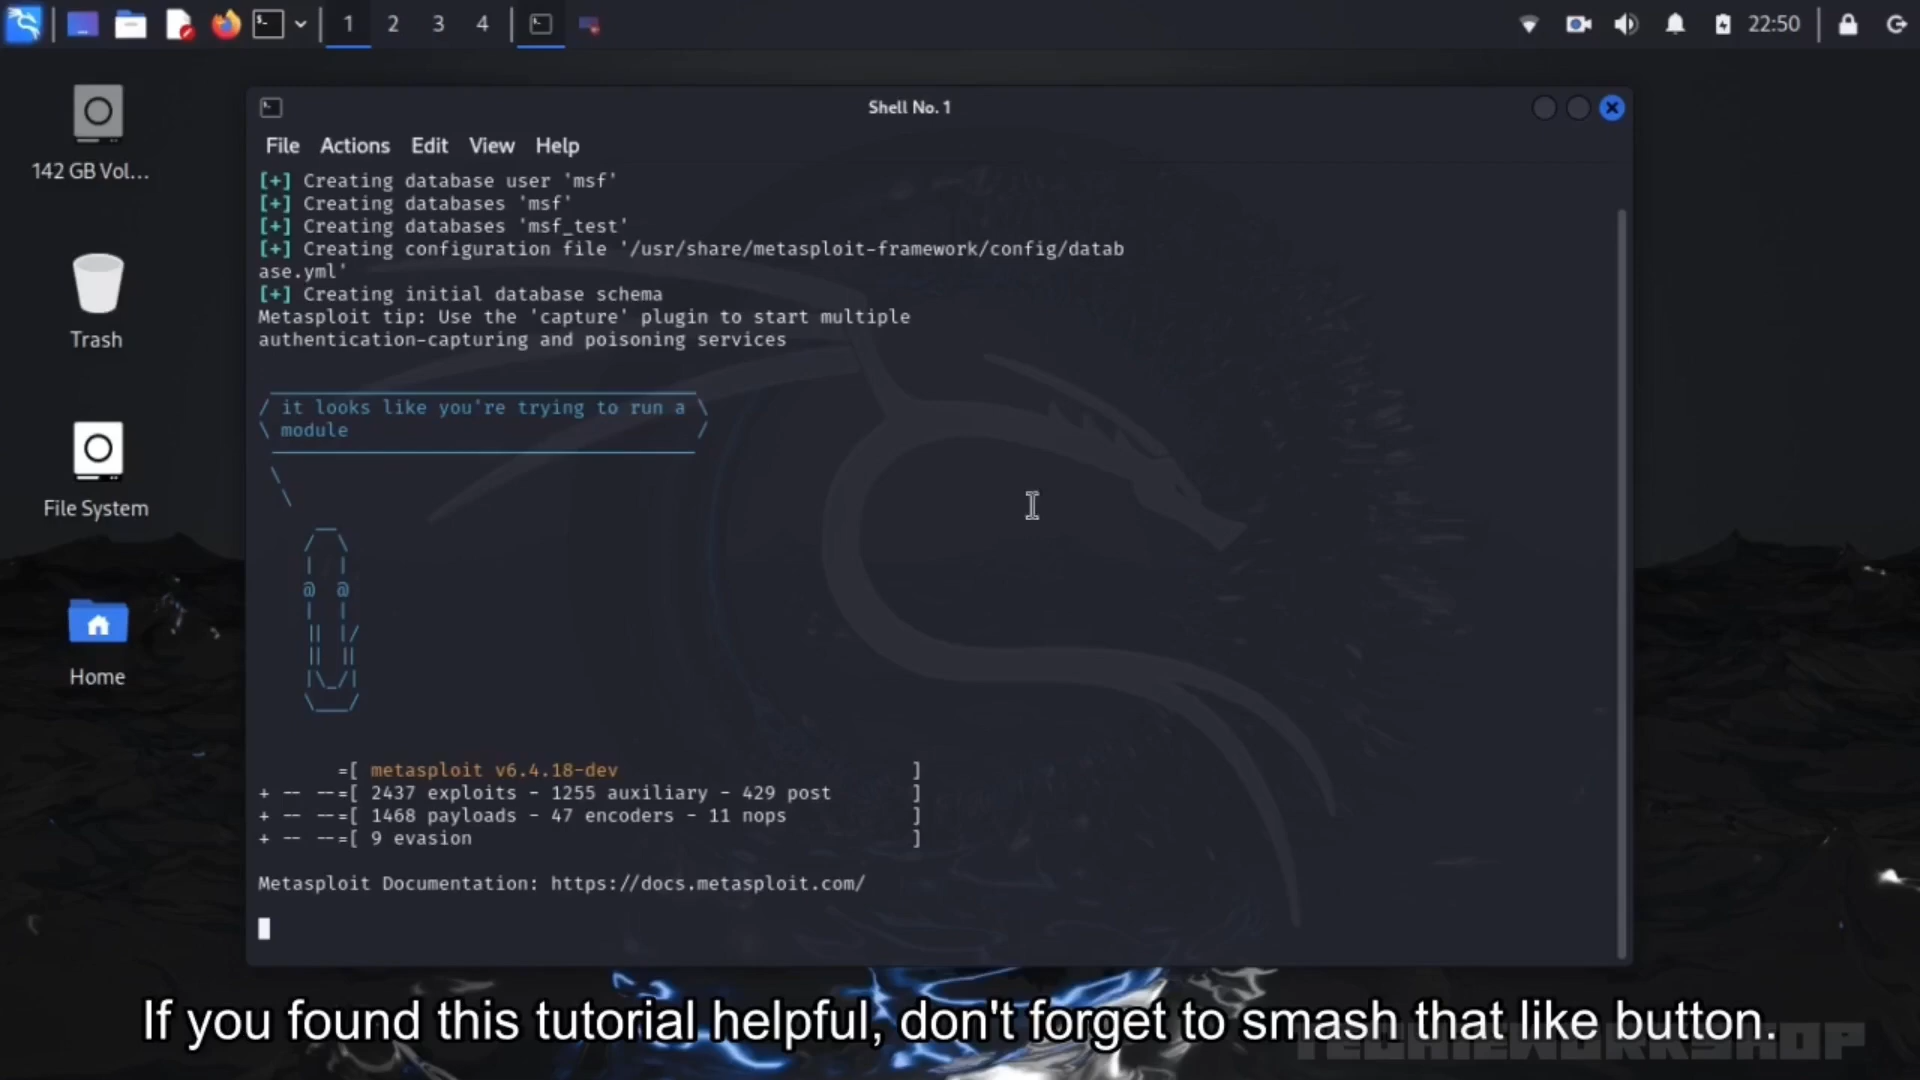 1 2 3 4
22:50
142 GB Vol...
Trash
File System
Home
Shell No. 1
File Actions Edit View Help
[+] Creating database user 'msf'
[+] Creating databases 'msf'
[+] Creating databases 'msf_test'
[+] Creating configuration file '/usr/share/metasploit-framework/config/datab
ase.yml'
[+] Creating initial database schema
Metasploit tip: Use the 'capture' plugin to start multiple
authentication-capturing and poisoning services
/ it looks like you're trying to run a \
\ module /
@ @
=[ metasploit v6.4.18-dev ]
+ -- --=[ 2437 exploits - 1255 auxiliary - 429 post ]
+ -- --=[ 1468 payloads - 47 encoders - 11 nops ]
+ -- --=[ 9 evasion ]
Metasploit Documentation: https://docs.metasploit.com/
If you found this tutorial helpful, don't forget to smash that like button.
TECHIEWORKSHOP